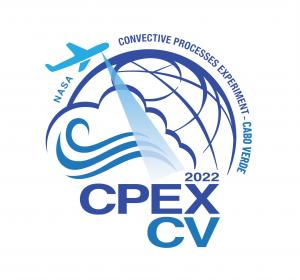 NASA
CONVECTIVE PROCESSES EXPERIMENT - CABO VERDE
2022
CPEX
CV